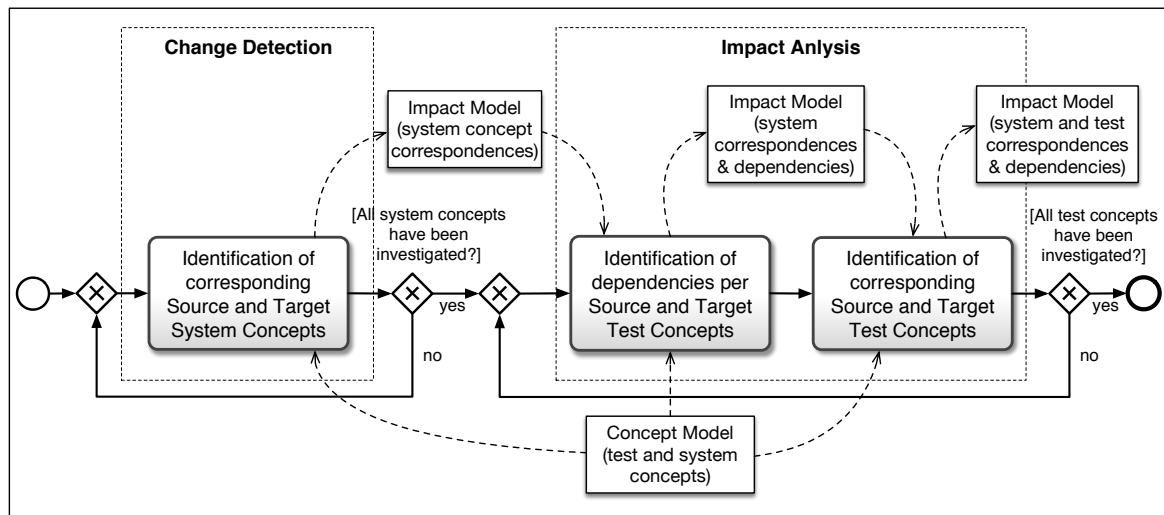 Change Detection
Impact Anlysis
Impact Model
(system concept
correspondences)
Impact Model
(system
correspondences
& dependencies)
Impact Model
(system and test
correspondences
& dependencies)
[All system concepts
have been
investigated?]
[All test concepts
have been
investigated?]
Identification of
corresponding
Source and Target
System Concepts
yes
no
Identification of
dependencies per
Source and Target
Test Concepts
Identification of
corresponding
Source and Target
Test Concepts
yes
no
Concept Model
(test and system
concepts)